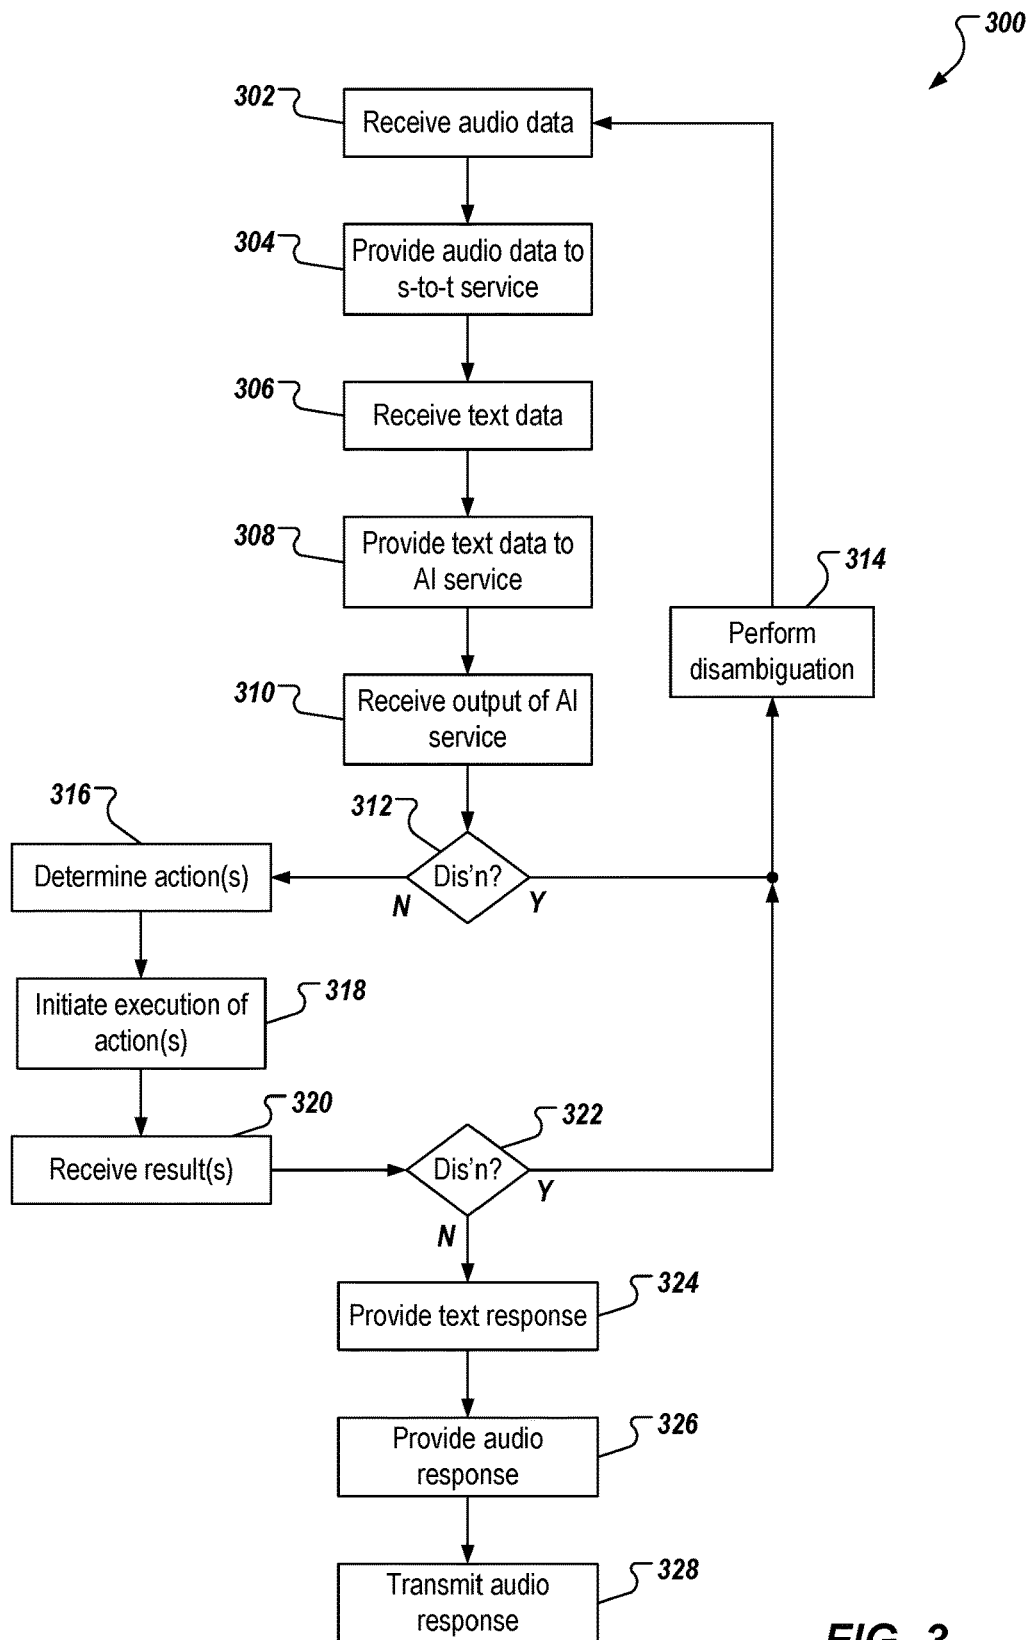 300
302
Receive audio data
304
Provide audio data to
s-to-t service
306
Receive text data
308
Provide text data to
AI service
314
Perform
disambiguation
310
Receive output of AI
service
316
312
Determine action(s)
Dis'n?
N
Y
318
Initiate execution of
action(s)
320
322
Receive result(s)
Dis'n?
Y
N
324
Provide text response
326
Provide audio
response
328
Transmit audio
response
FIG. 3